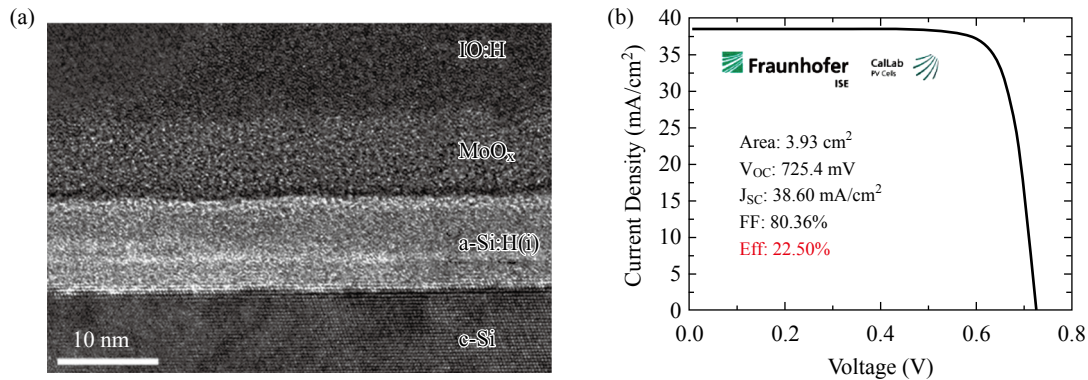 (a)
IO:H
MoOₓ
a-Si:H(i)
c-Si
10 nm
(b)
40
35
30
25
20
15
10
5
0
Current Density (mA/cm²)
Fraunhofer
ISE
CalLab
PV Cells
Area: 3.93 cm²
V_OC: 725.4 mV
J_SC: 38.60 mA/cm²
FF: 80.36%
Eff: 22.50%
0.0 0.2 0.4 0.6 0.8
Voltage (V)